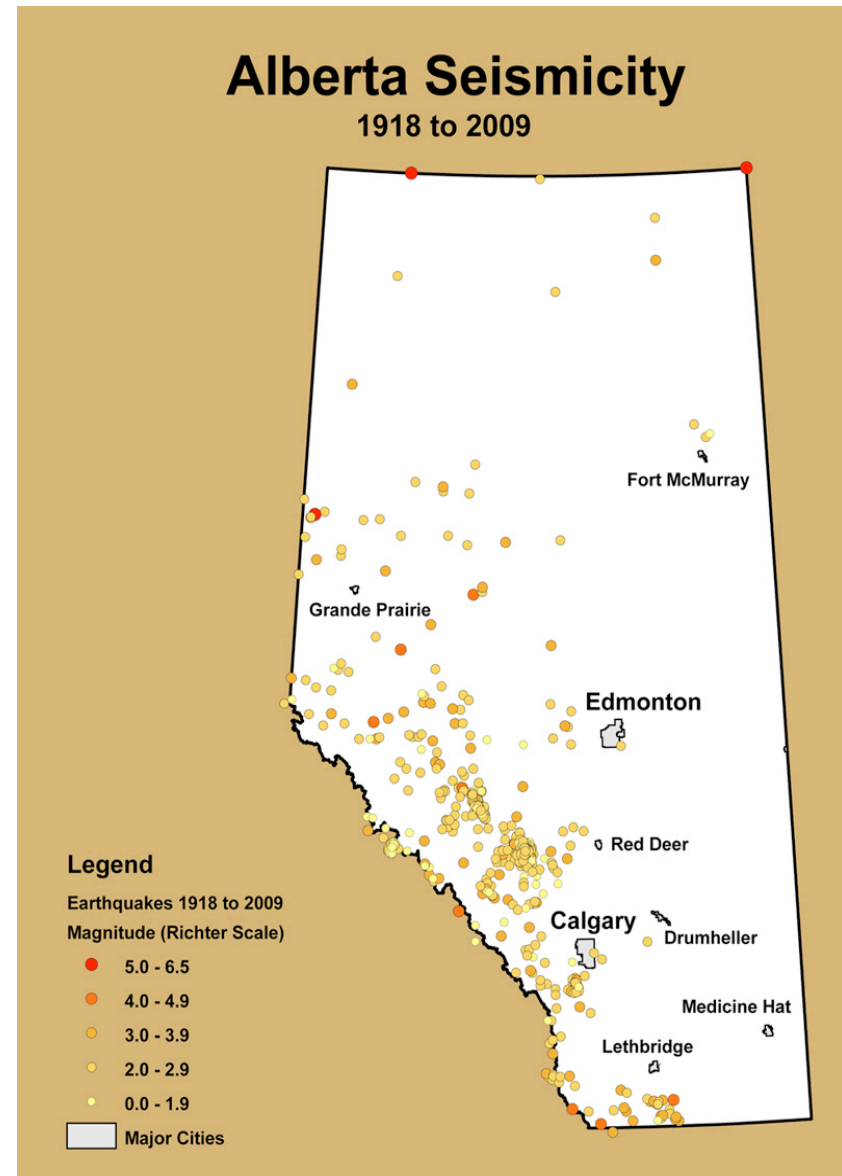 Alberta Seismicity
1918 to 2009
Fort McMurray
Grande Prairie
Edmonton
Red Deer
Calgary
Drumheller
Medicine Hat
Lethbridge
Legend
Earthquakes 1918 to 2009
Magnitude (Richter Scale)
5.0 - 6.5
4.0 - 4.9
3.0 - 3.9
2.0 - 2.9
0.0 - 1.9
Major Cities